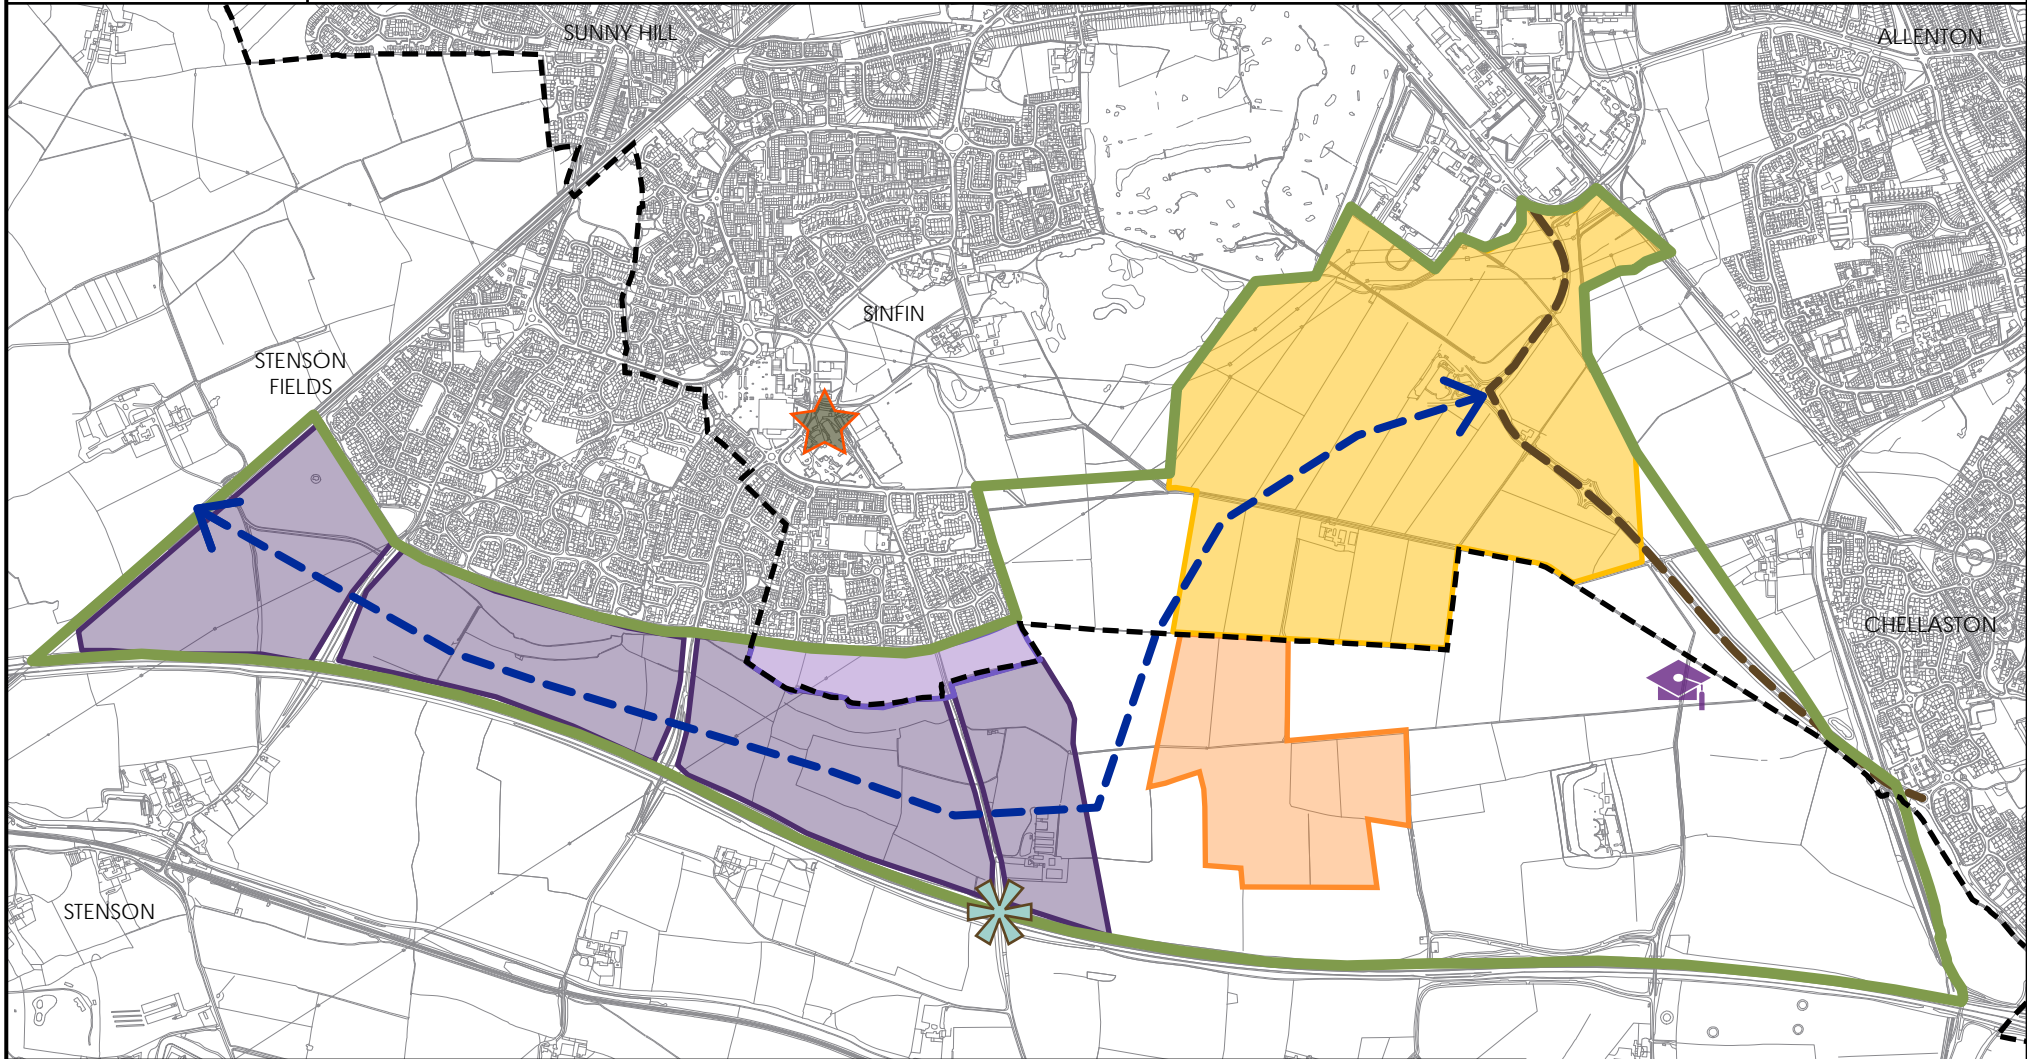 SUNNY HILL
ALLENTON
SINFIN
STENSON
FIELDS
CHELLASTON
STENSON